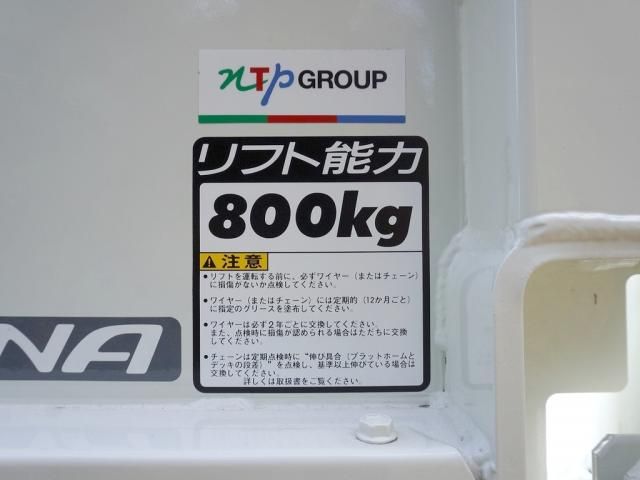 nTp GROUP
リフト能力
800kg
注意
●リフトを運転する前に、必ずワイヤー（またはチェーン）
に損傷がないか点検してください。
●ワイヤー（またはチェーン）には定期的（12か月ごと）
に指定のグリースを塗布してください。
●ワイヤーは必ず2年ごとに交換してください。
また、点検時に損傷が認められる場合はただちに交換
してください。
●チェーンは定期点検時に“伸び具合（プラットホームと
デッキの段差）”を点検し、基準以上伸びている場合は
交換してください。
詳しくは取扱書をご覧ください。
NA